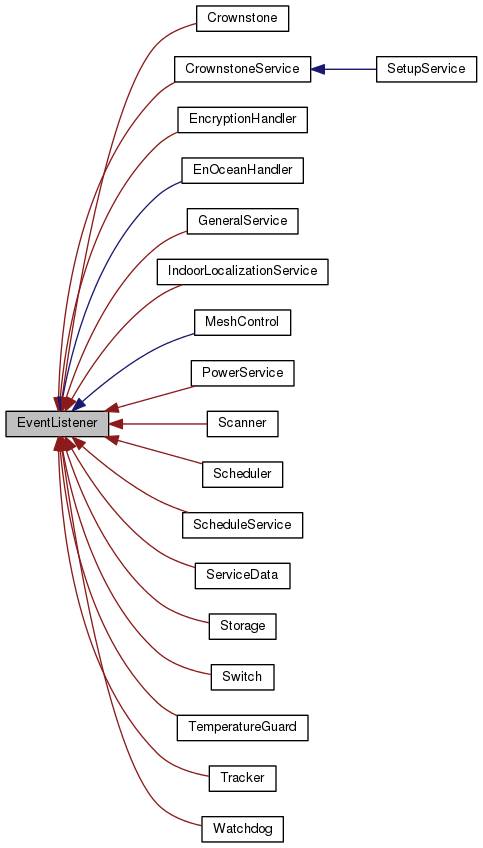 Crownstone
CrownstoneService
SetupService
EncryptionHandler
EnOceanHandler
GeneralService
IndoorLocalizationService
MeshControl
PowerService
EventListener
Scanner
Scheduler
ScheduleService
ServiceData
Storage
Switch
TemperatureGuard
Tracker
Watchdog